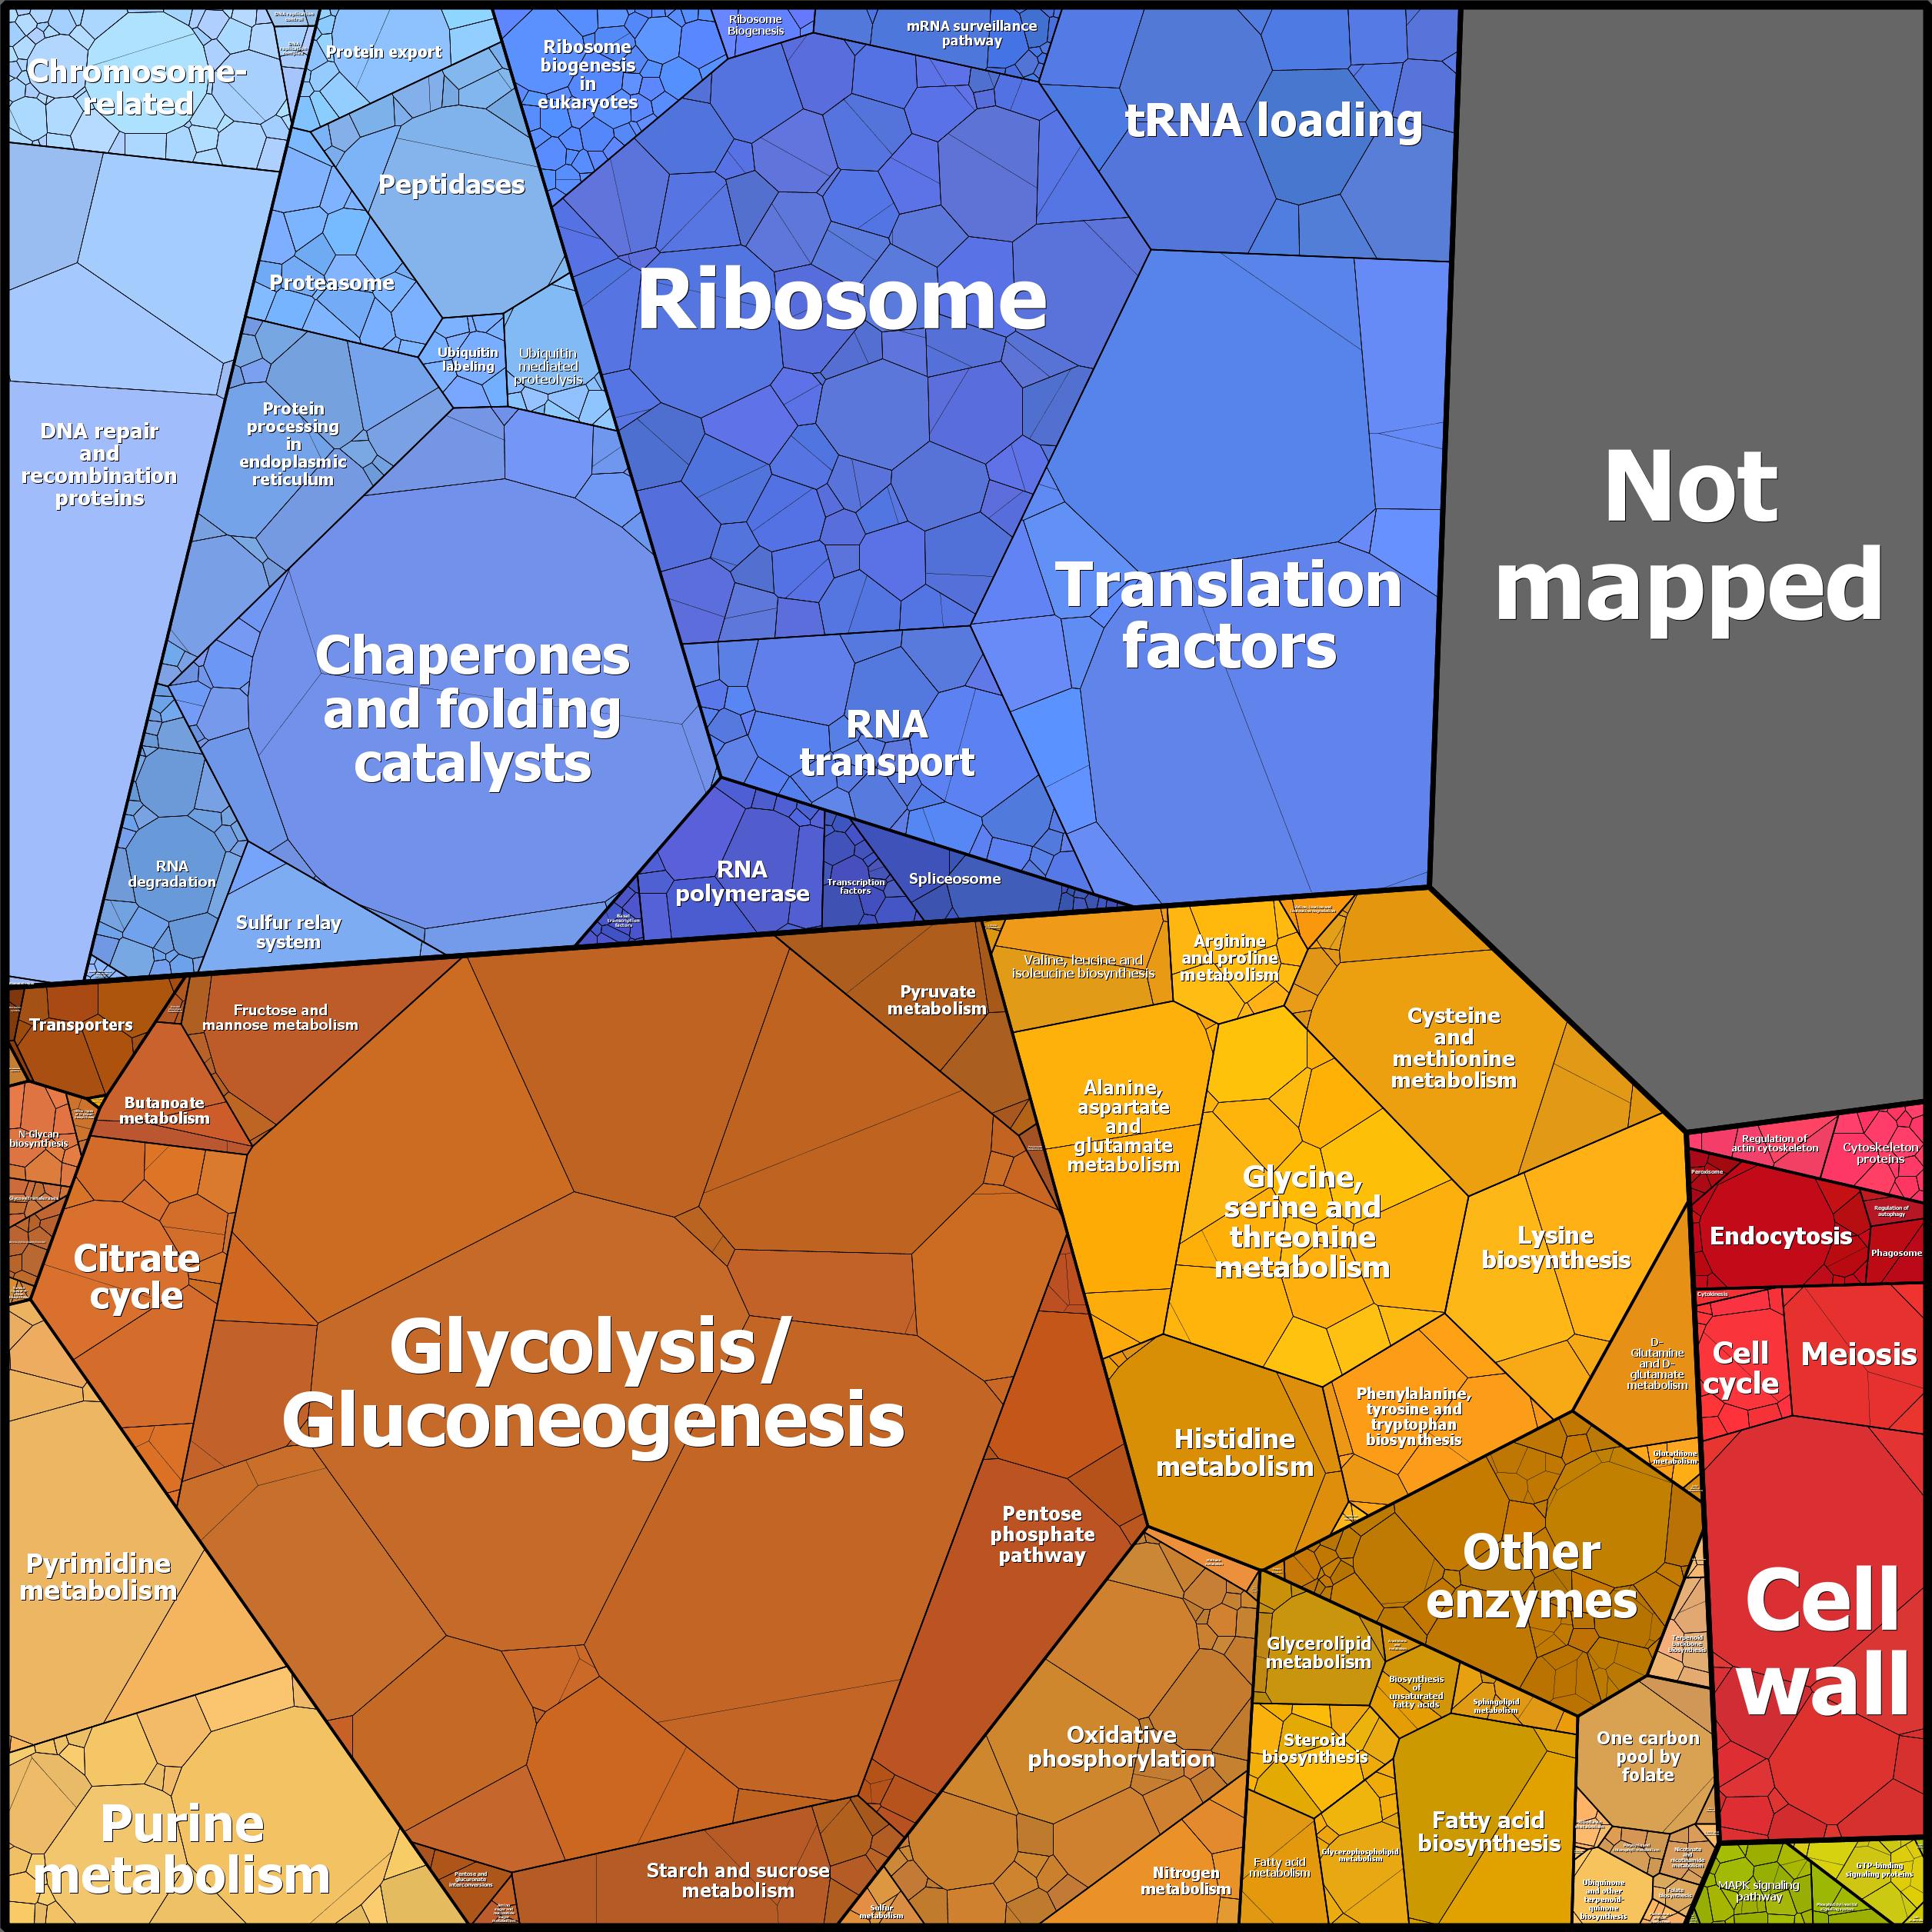 Chromosome-
related
Protein export
Ribosome
biogenesis
in
eukaryotes
Ribosome
Biogenesis
mRNA surveillance
pathway
tRNA loading
Peptidases
Proteasome
Ribosome
Ubiquitin
labeling
Ubiquitin
mediated
proteolysis
DNA repair
and
recombination
proteins
Protein
processing
in
endoplasmic
reticulum
Not
mapped
Translation
factors
Chaperones
and folding
catalysts
RNA
transport
RNA
degradation
RNA
polymerase
Transcription
factors
Spliceosome
Basal
transcription
factors
Sulfur relay
system
Transporters
Fructose and
mannose metabolism
Pyruvate
metabolism
Valine, leucine and
isoleucine biosynthesis
Arginine
and proline
metabolism
Cysteine
and
methionine
metabolism
Butanoate
metabolism
N-Glycan
biosynthesis
Alanine,
aspartate
and
glutamate
metabolism
Glycine,
serine and
threonine
metabolism
Lysine
biosynthesis
Regulation of
actin cytoskeleton
Cytoskeleton
proteins
Peroxisome
Endocytosis
Regulation of
autophagy
Phagosome
Citrate
cycle
Glycolysis/
Gluconeogenesis
Cytokinesis
Cell
cycle
Meiosis
D-
Glutamine
and D-
glutamate
metabolism
Histidine
metabolism
Phenylalanine,
tyrosine and
tryptophan
biosynthesis
Glutathione
metabolism
Pentose
phosphate
pathway
Pyrimidine
metabolism
Other
enzymes
Cell
wall
Glycerolipid
metabolism
Terpenoid
backbone
biosynthesis
Biosynthesis
of
unsaturated
fatty acids
Sphingolipid
metabolism
Oxidative
phosphorylation
Steroid
biosynthesis
One carbon
pool by
folate
Purine
metabolism
Fatty acid
biosynthesis
Starch and sucrose
metabolism
Pentose and
glucuronate
interconversions
Nitrogen
metabolism
Fatty acid
metabolism
Glycerophospholipid
metabolism
Sulfur
metabolism
Nicotinate
and
nicotinamide
metabolism
Ubiquinone
and other
terpenoid-
quinone
biosynthesis
Folate
biosynthesis
MAPK signaling
pathway
GTP-binding
signaling proteins